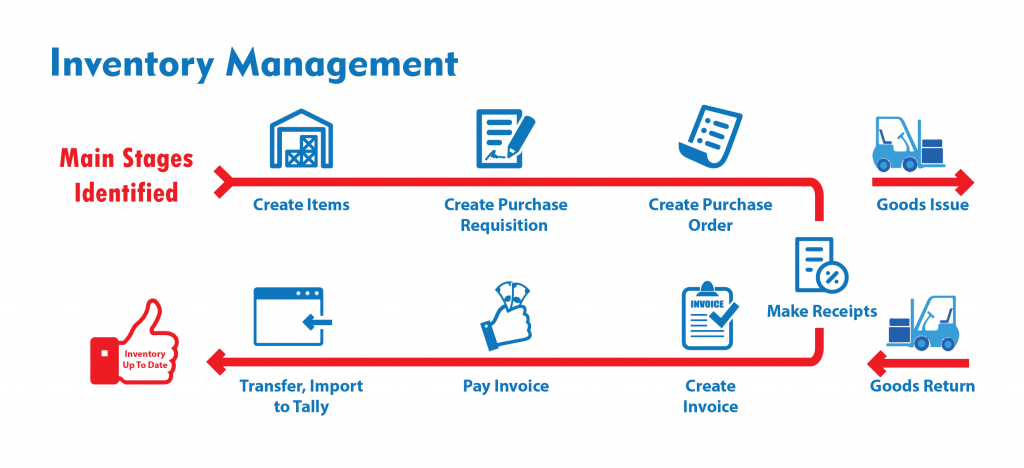 Inventory Management
Main Stages
Identified
Create Items
Create Purchase
Requisition
Create Purchase
Order
Goods Issue
Make Receipts
INVOICE
Inventory
Up To Date
Transfer, Import
to Tally
Pay Invoice
Create
Invoice
Goods Return